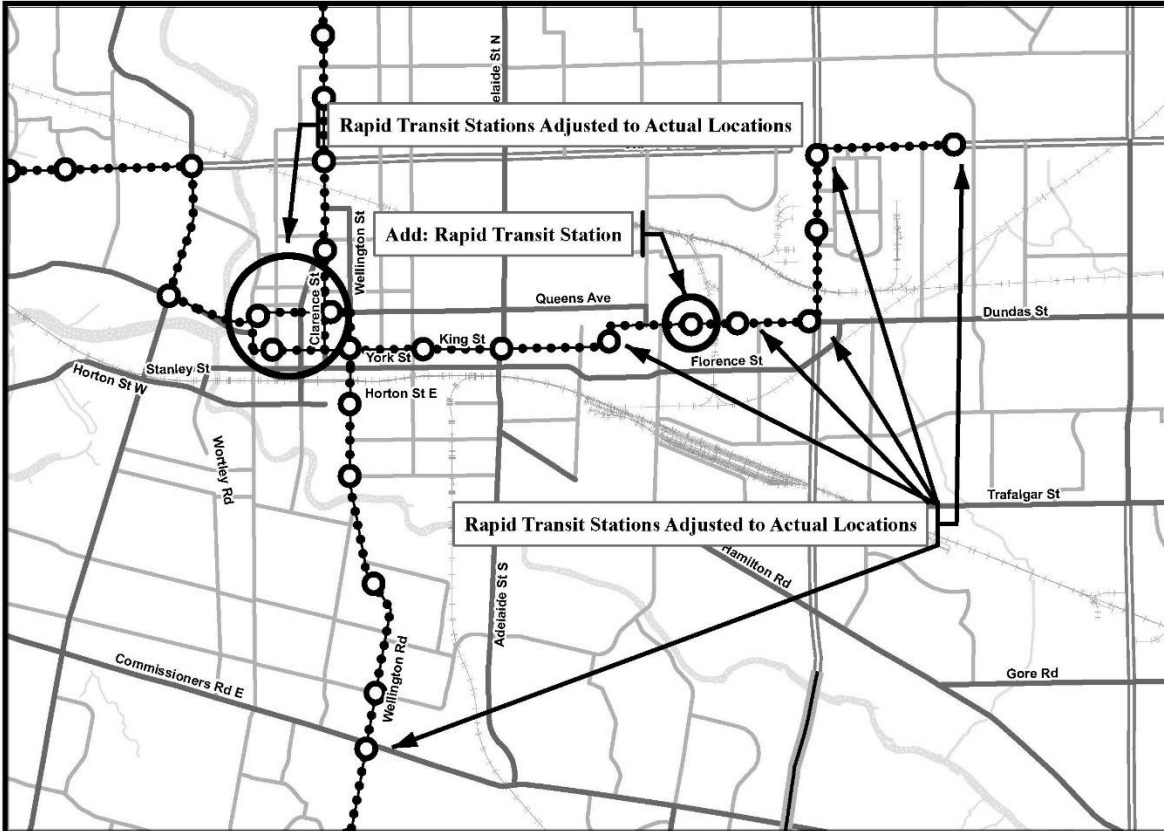 elaide St N
Rapid Transit Stations Adjusted to Actual Locations
Wellington St
Add: Rapid Transit Station
Clarence St
Queens Ave
Dundas St
King St
York St
Florence St
Stanley St
Horton St W
Horton St E
Wortley Rd
Trafalgar St
Rapid Transit Stations Adjusted to Actual Locations
Hamilton Rd
Adelaide St S
Commissioners Rd E
Wellington Rd
Gore Rd